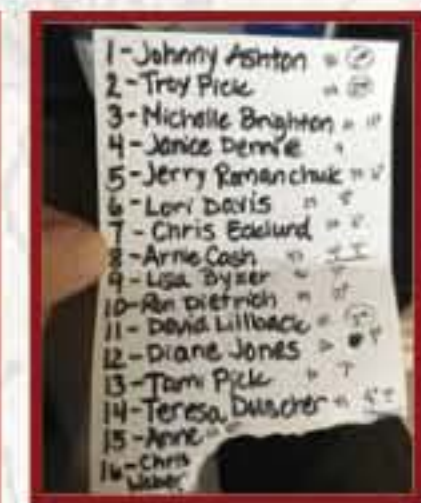 1-Johnny Ashton
2-Troy Pick
3-Michelle Brighton
4-Janice Dennie
5-Jerry Romanchuk
6-Lori Davis
7-Chris Edelund
8-Arnie Cash
9-Lisa Byzer
10-Ron Dietrich
11-David Lillback
12-Diane Jones
13-Tami Pick
14-Teresa Duscher
15-Anne
16-Chris
Weber